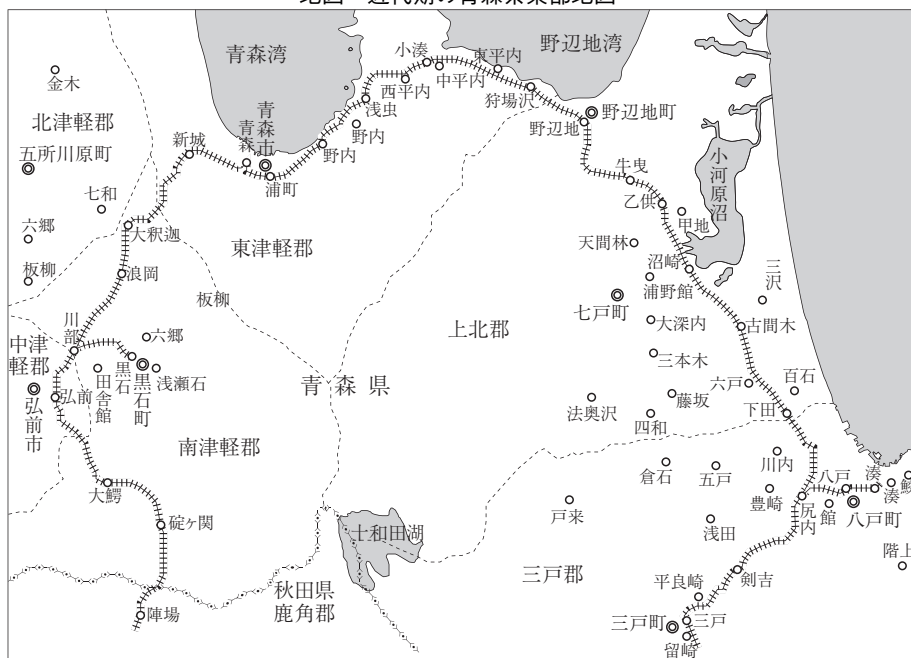 地図 近代期の青森県東部地図
青森湾
野辺地湾
金木
北津軽郡
五所川原町
七和
六郷
板柳
新城
青森
青森市
浦町
野内
野内
浅虫
西平内
小湊
中平内
東平内
狩場沢
野辺地
野辺地町
牛曳
乙供
甲地
小河原沼
天間林
沼崎
浦野館
七戸町
三沢
大釈迦
浪岡
東津軽郡
板柳
川部
六郷
中津
軽郡
弘前市
弘前
田舎館
黒石
黒石町
浅瀬石
青森県
上北郡
大深内
古間木
三本木
六戸
百石
法奥沢
藤坂
四和
下田
南津軽郡
大鰐
碇ヶ関
陣場
十和田湖
秋田県
鹿角郡
戸来
倉石
五戸
川内
豊崎
浅田
尻内
八戸
館
八戸町
湊
湊
鮫
階上
三戸郡
剣吉
平良崎
三戸町
三戸
留崎